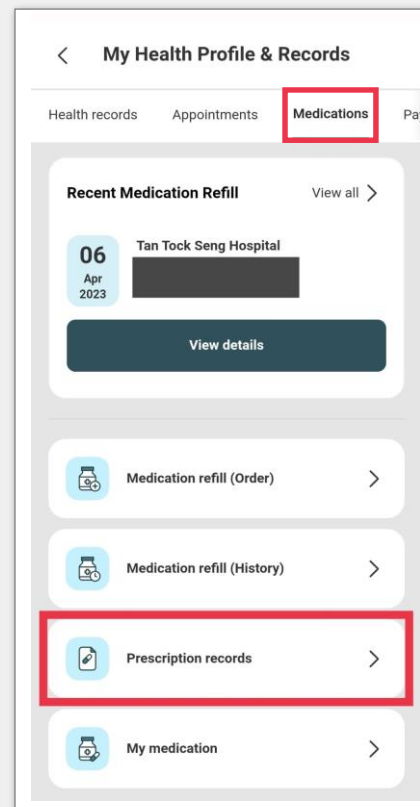 My Health Profile & Records
Health records Appointments Medications
Recent Medication Refill View all
06
Apr
2023
Tan Tock Seng Hospital
View details
Medication refill (Order)
Medication refill (History)
Prescription records
My medication